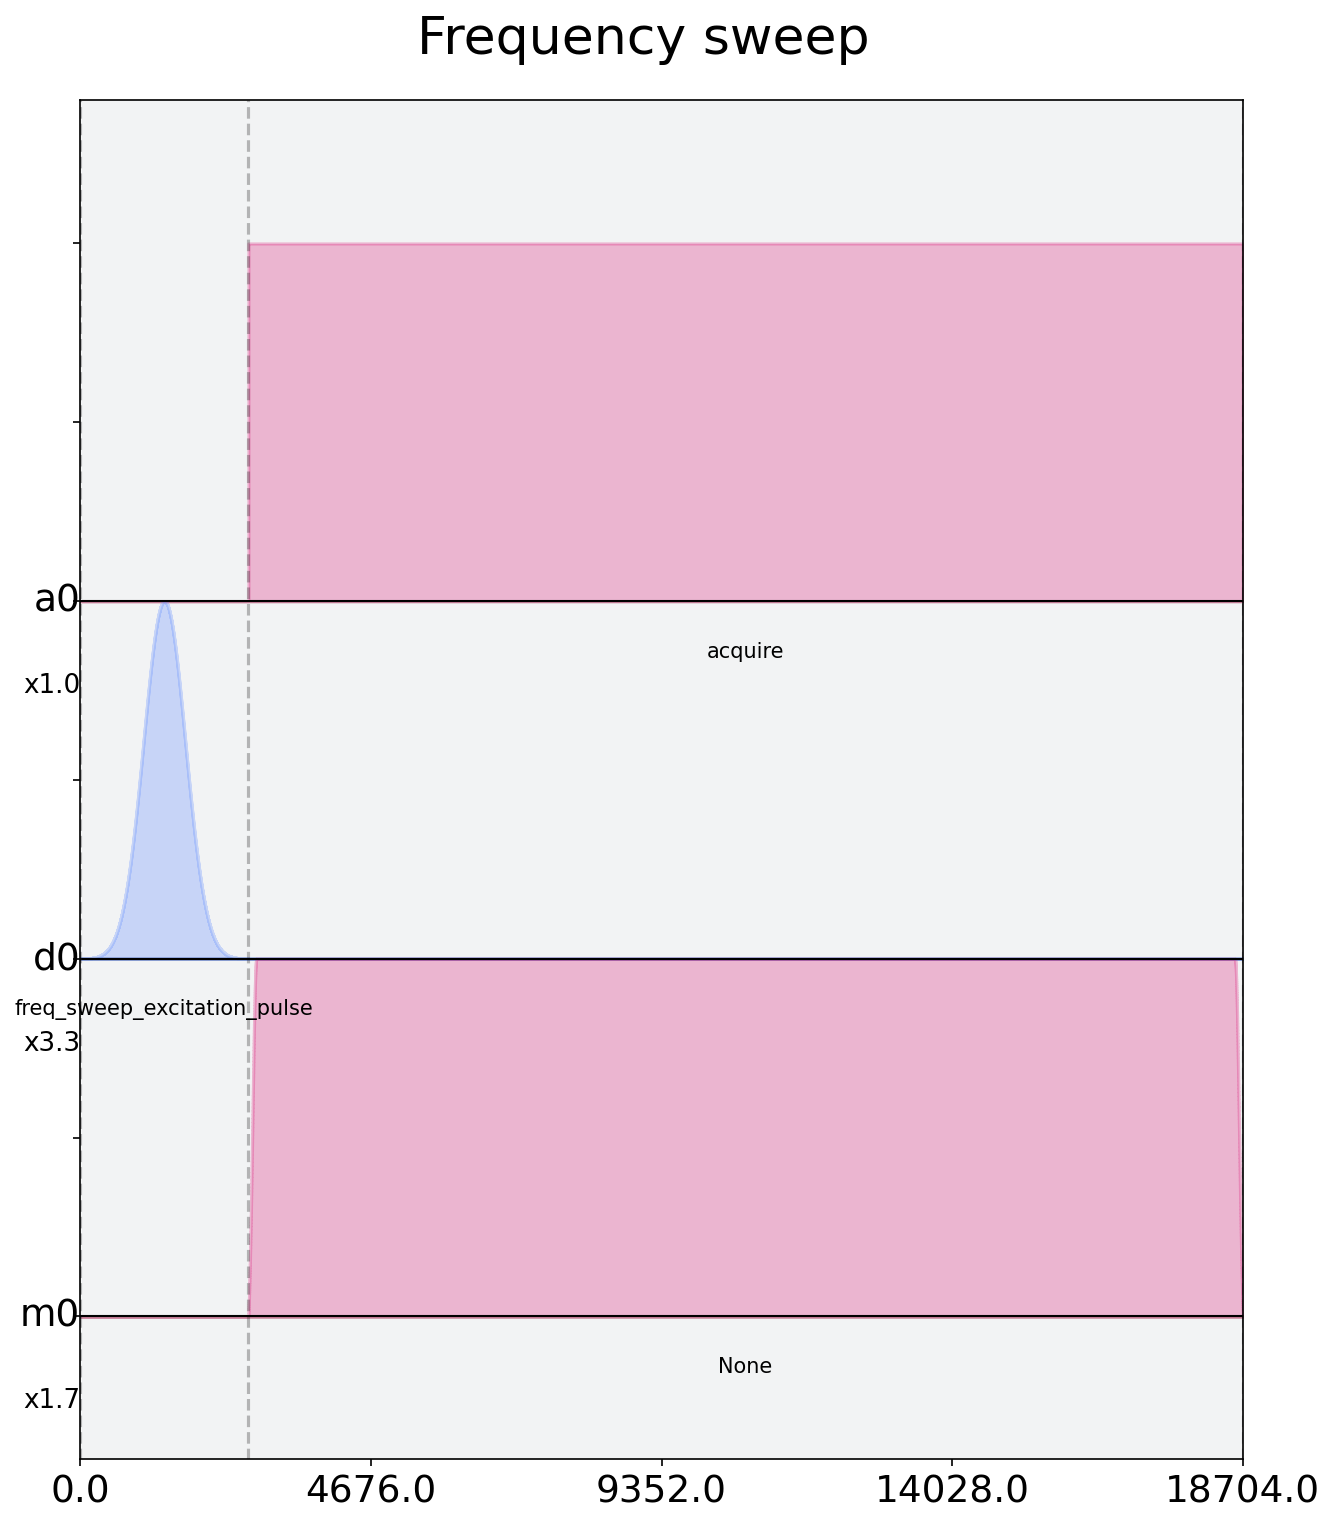 Frequency sweep
a0
acquire
x1.0
d0
freq_sweep_excitation_pulse
x3.3
m0
None
x1.7
0.0 4676.0 9352.0 14028.0 18704.0